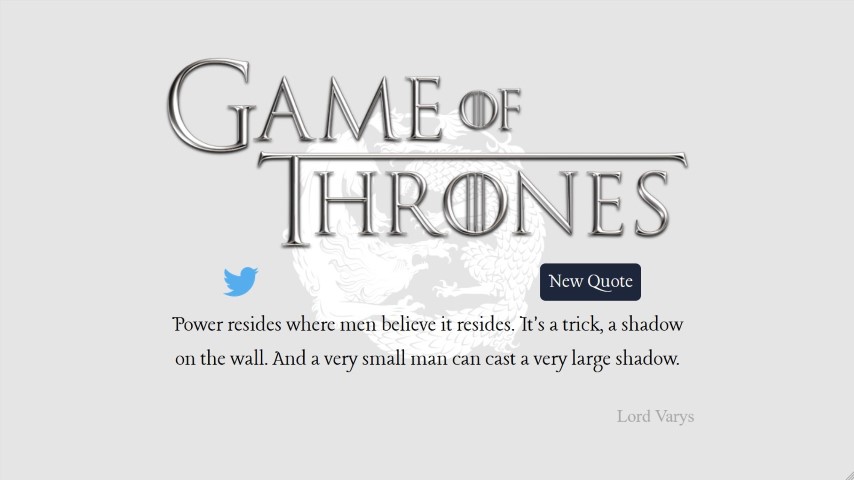 GAME OF
THRONES
New Quote
Power resides where men believe it resides. It's a trick, a shadow
on the wall. And a very small man can cast a very large shadow.
Lord Varys